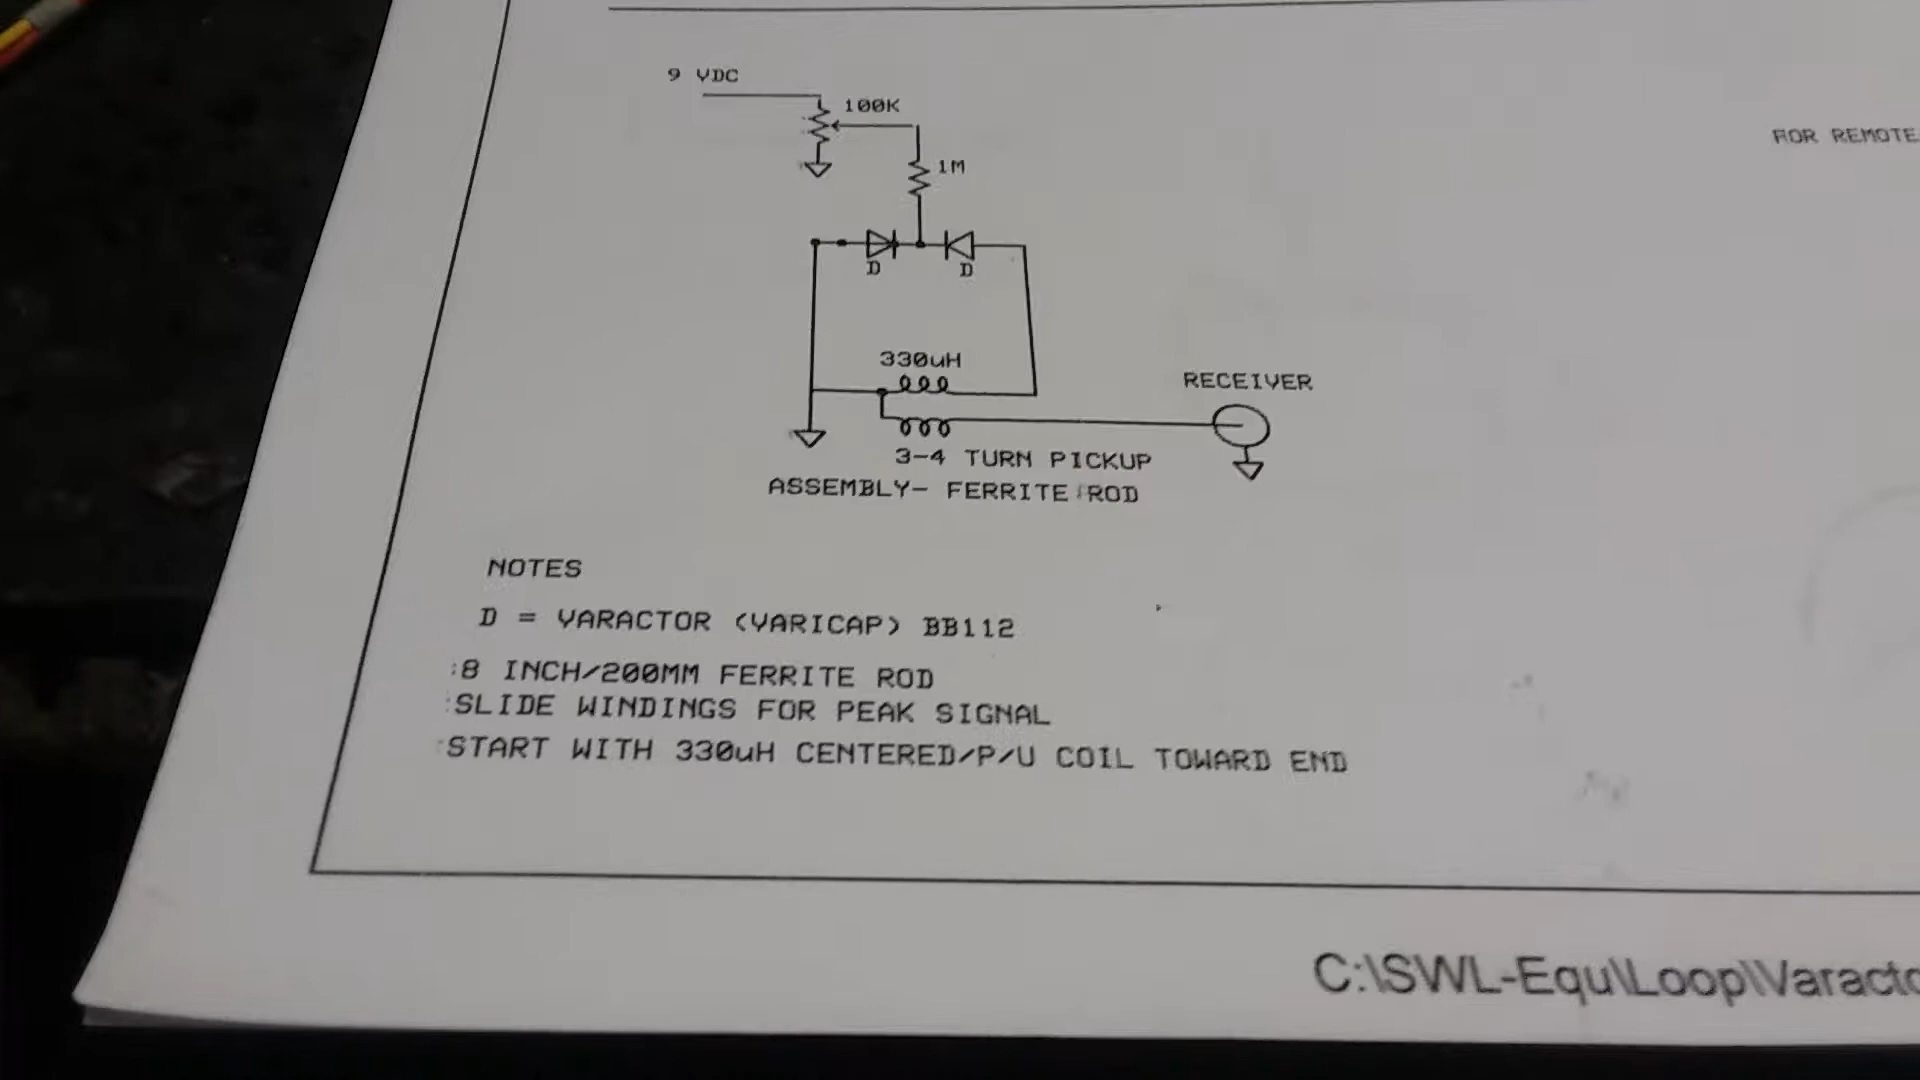 9 VDC
100K
FOR REMOTE
1M
D
D
330uH
RECEIVER
3-4 TURN PICKUP
ASSEMBLY- FERRITE ROD
NOTES
D = VARACTOR (VARICAP) BB112
:8 INCH/200MM FERRITE ROD
:SLIDE WINDINGS FOR PEAK SIGNAL
:START WITH 330uH CENTERED/P/U COIL TOWARD END
C:\SWL-Equ\Loop\Varacto